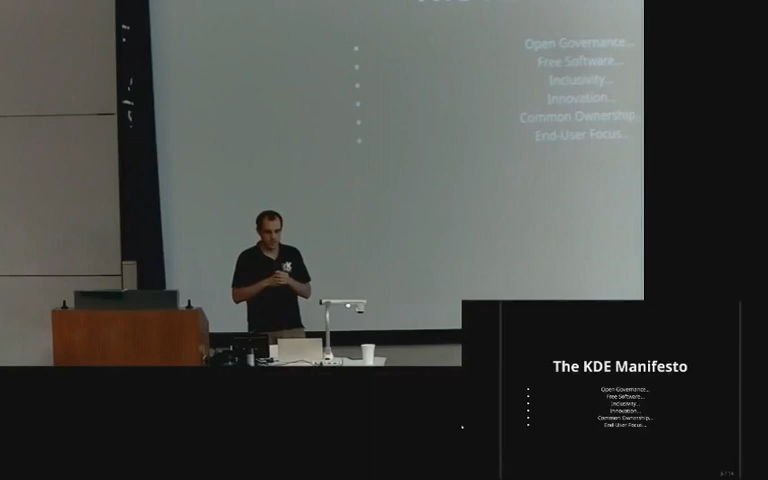 Open Governance...
Free Software...
Inclusivity...
Innovation...
Common Ownership...
End-User Focus...
The KDE Manifesto
Open Governance...
Free Software...
Inclusivity...
Innovation...
Common Ownership...
End-User Focus...